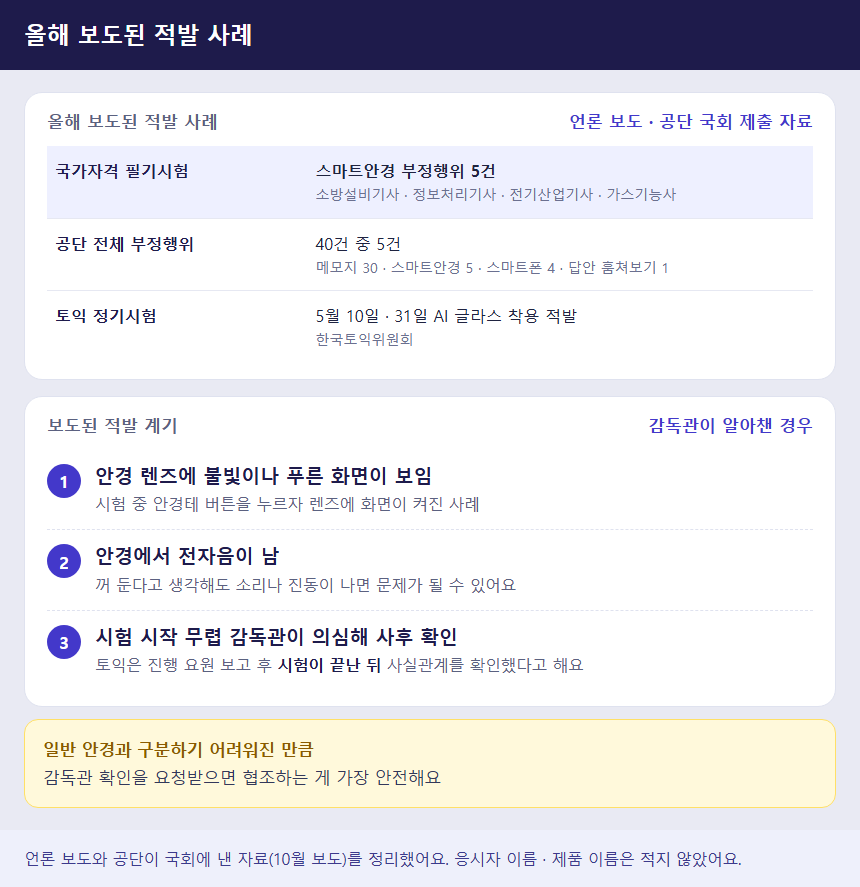 올해 보도된 적발 사례
올해 보도된 적발 사례
언론 보도 · 공단 국회 제출 자료
국가자격 필기시험
스마트안경 부정행위 5건
소방설비기사 · 정보처리기사 · 전기산업기사 · 가스기능사
공단 전체 부정행위
40건 중 5건
메모지 30 · 스마트안경 5 · 스마트폰 4 · 답안 훔쳐보기 1
토익 정기시험
5월 10일 · 31일 AI 글라스 착용 적발
한국토익위원회
보도된 적발 계기
감독관이 알아챈 경우
1
안경 렌즈에 불빛이나 푸른 화면이 보임
시험 중 안경테 버튼을 누르자 렌즈에 화면이 켜진 사례
2
안경에서 전자음이 남
꺼 둔다고 생각해도 소리나 진동이 나면 문제가 될 수 있어요
3
시험 시작 무렵 감독관이 의심해 사후 확인
토익은 진행 요원 보고 후 시험이 끝난 뒤 사실관계를 확인했다고 해요
일반 안경과 구분하기 어려워진 만큼
감독관 확인을 요청받으면 협조하는 게 가장 안전해요
언론 보도와 공단이 국회에 낸 자료(10월 보도)를 정리했어요. 응시자 이름 · 제품 이름은 적지 않았어요.